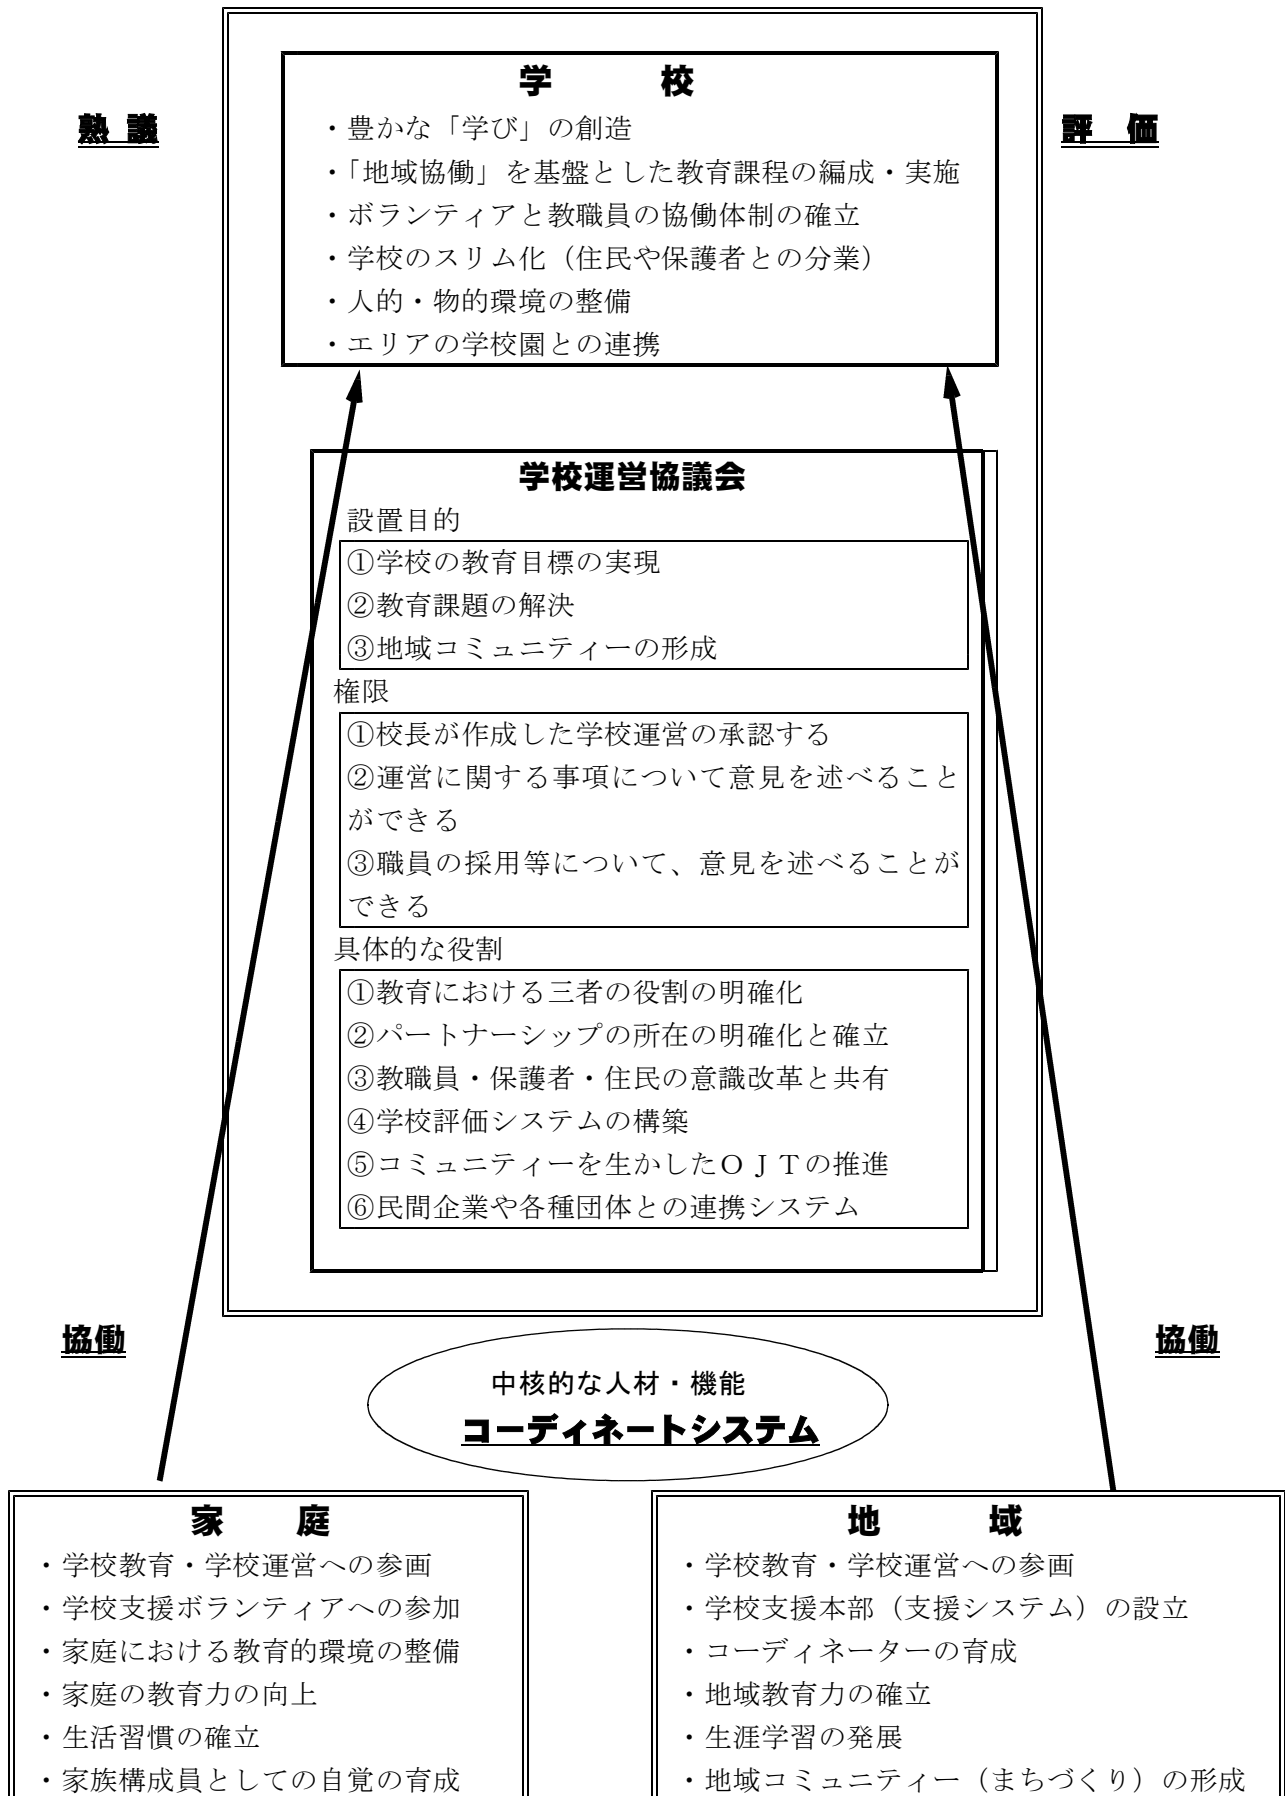 学　校
熟 議
評 価
・豊かな「学び」の創造
・「地域協働」を基盤とした教育課程の編成・実施
・ボランティアと教職員の協働体制の確立
・学校のスリム化（住民や保護者との分業）
・人的・物的環境の整備
・エリアの学校園との連携
学校運営協議会
設置目的
①学校の教育目標の実現
②教育課題の解決
③地域コミュニティーの形成
権限
①校長が作成した学校運営の承認する
②運営に関する事項について意見を述べること
ができる
③職員の採用等について、意見を述べることが
できる
具体的な役割
①教育における三者の役割の明確化
②パートナーシップの所在の明確化と確立
③教職員・保護者・住民の意識改革と共有
④学校評価システムの構築
⑤コミュニティーを生かしたＯＪＴの推進
⑥民間企業や各種団体との連携システム
協働
協働
中核的な人材・機能
コーディネートシステム
家　庭
・学校教育・学校運営への参画
・学校支援ボランティアへの参加
・家庭における教育的環境の整備
・家庭の教育力の向上
・生活習慣の確立
・家族構成員としての自覚の育成
地　域
・学校教育・学校運営への参画
・学校支援本部（支援システム）の設立
・コーディネーターの育成
・地域教育力の確立
・生涯学習の発展
・地域コミュニティー（まちづくり）の形成